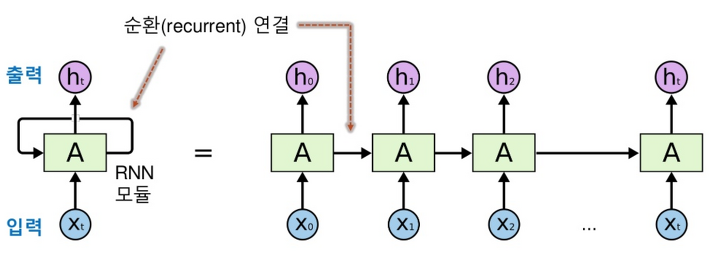 순환(recurrent) 연결
출력 hₜ h₀ h₁ h₂ hₜ
A = A A A A
RNN
모듈
입력 xₜ x₀ x₁ x₂ ... xₜ